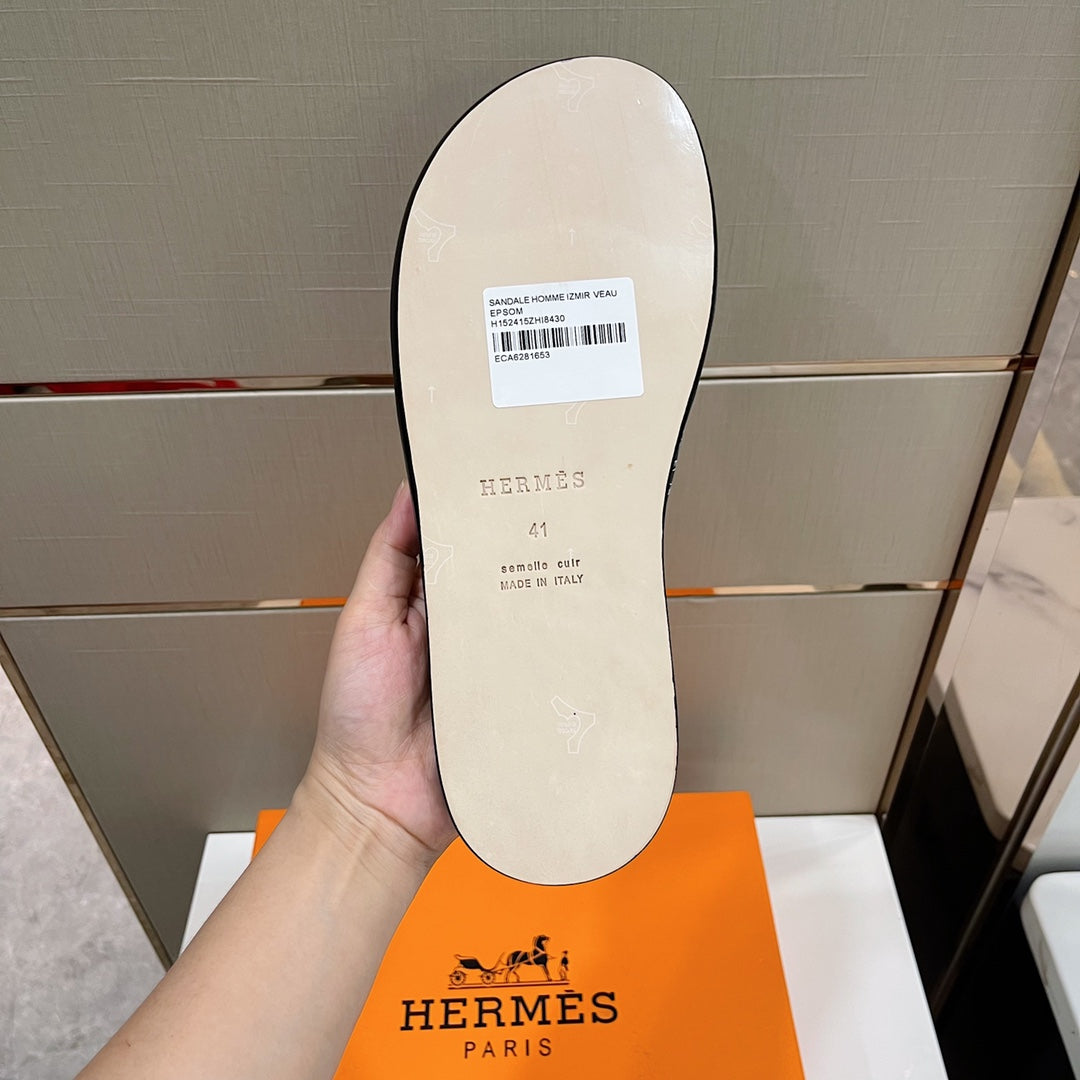 SANDALE HOMME IZMIR VEAU
EPSOM
H152415ZHI8430
ECA6281653
HERMÈS
41
semelle cuir
MADE IN ITALY
HERMÈS
PARIS